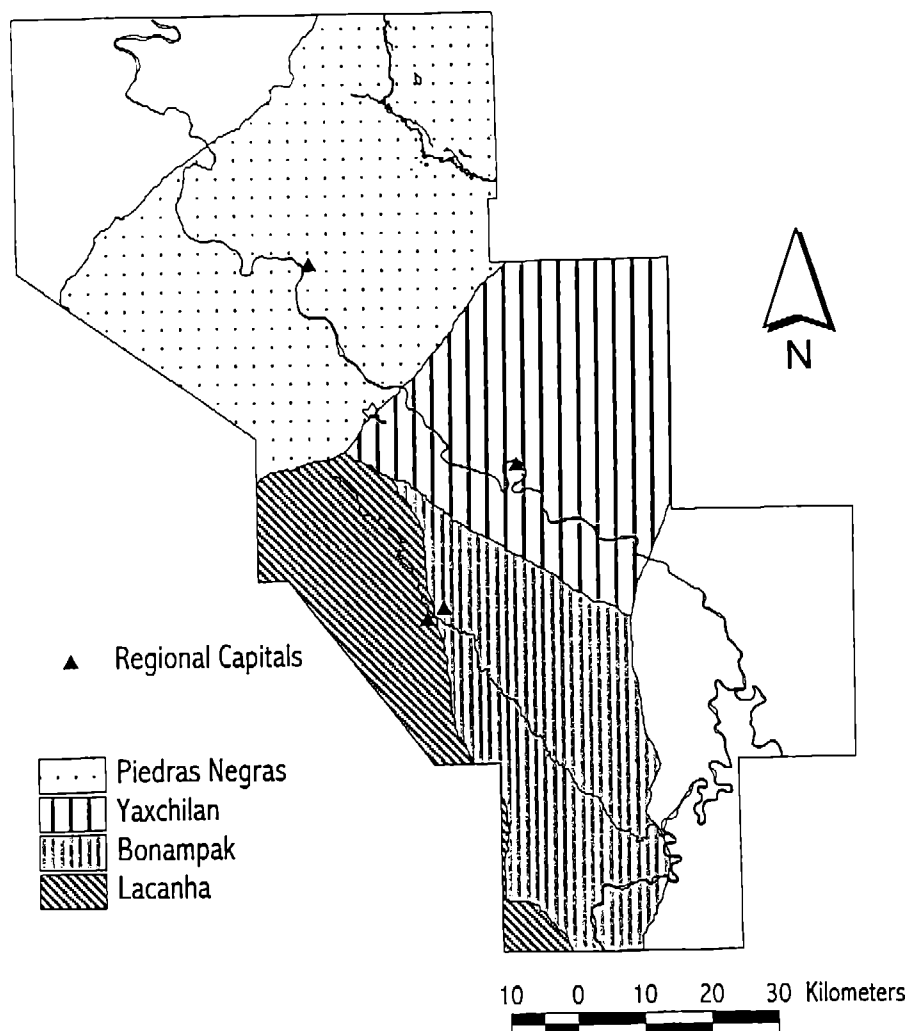 N
Regional Capitals
Piedras Negras
Yaxchilan
Bonampak
Lacanha
10 0 10 20 30 Kilometers